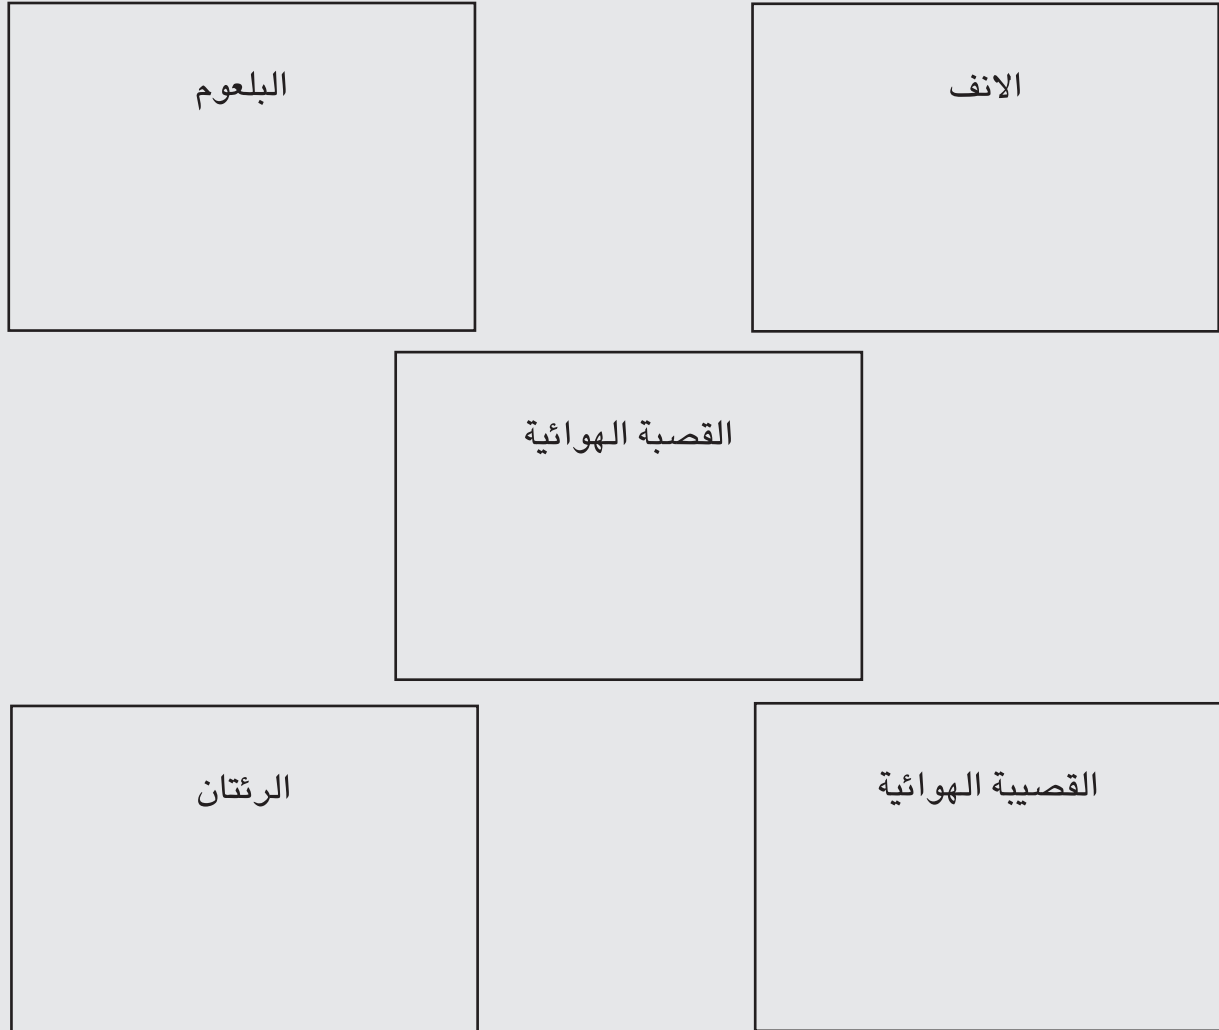 الانف
البلعوم
القصبة الهوائية
القصيبة الهوائية
الرئتان